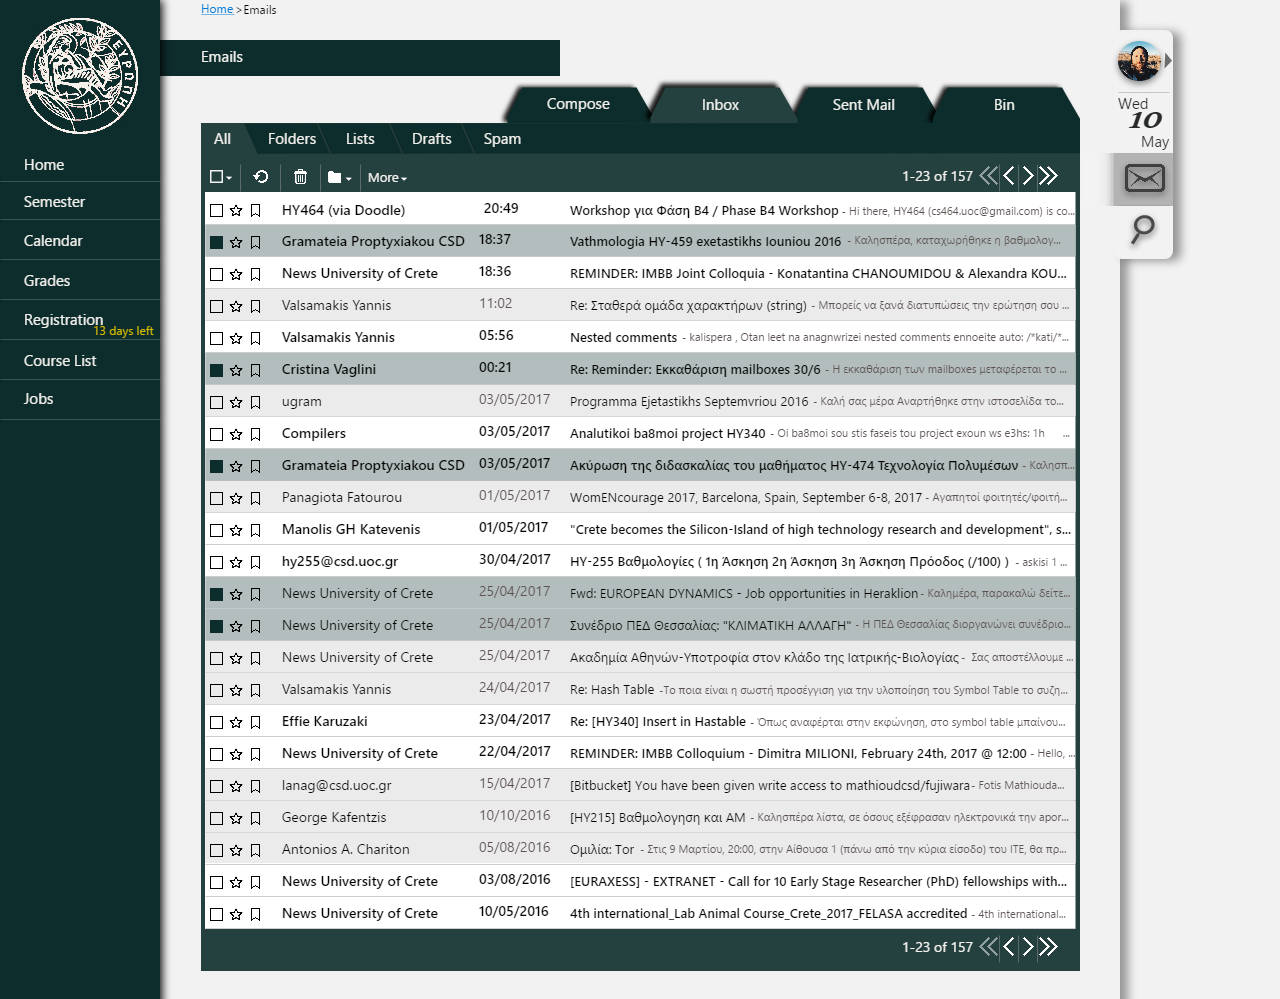 Home >Emails
ΕΥΡΩΠΗ
Emails
Compose Inbox Sent Mail Bin
All Folders Lists Drafts Spam
More 1-23 of 157
Home
Semester
Calendar
Grades
Registration
13 days left
Course List
Jobs
HY464 (via Doodle) 20:49 Workshop για Φάση B4 / Phase B4 Workshop - Hi there, HY464 (cs464.uoc@gmail.com) is co...
Gramateia Proptyxiakou CSD 18:37 Vathmologia HY-459 exetastikhs Iouniou 2016 - Καλησπέρα, καταχωρήθηκε η βαθμολογ...
News University of Crete 18:36 REMINDER: IMBB Joint Colloquia - Konatantina CHANOUMIDOU & Alexandra KOU...
Valsamakis Yannis 11:02 Re: Σταθερά ομάδα χαρακτήρων (string) - Μπορείς να ξανά διατυπώσεις την ερώτηση σου ...
Valsamakis Yannis 05:56 Nested comments - kalispera , Otan leet na anagnwrizei nested comments ennoeite auto: /*kati/*...
Cristina Vaglini 00:21 Re: Reminder: Εκκαθάριση mailboxes 30/6 - Η εκκαθάριση των mailboxes μεταφέρεται το ...
ugram 03/05/2017 Programma Ejetastikhs Septemvriou 2016 - Καλή σας μέρα Αναρτήθηκε στην ιστοσελίδα το...
Compilers 03/05/2017 Analutikoi ba8moi project HY340 - Oi ba8moi sou stis faseis tou project exoun ws e3hs: 1h ...
Gramateia Proptyxiakou CSD 03/05/2017 Ακύρωση της διδασκαλίας του μαθήματος ΗΥ-474 Τεχνολογία Πολυμέσων - Καλησπ...
Panagiota Fatourou 01/05/2017 WomENcourage 2017, Barcelona, Spain, September 6-8, 2017 - Αγαπητοί φοιτητές/φοιτή...
Manolis GH Katevenis 01/05/2017 "Crete becomes the Silicon-Island of high technology research and development", s...
hy255@csd.uoc.gr 30/04/2017 HY-255 Βαθμολογίες ( 1η Άσκηση 2η Άσκηση 3η Άσκηση Πρόοδος (/100) ) - askisi 1 ...
News University of Crete 25/04/2017 Fwd: EUROPEAN DYNAMICS - Job opportunities in Heraklion - Καλημέρα, παρακαλώ δείτε...
News University of Crete 25/04/2017 Συνέδριο ΠΕΔ Θεσσαλίας: "ΚΛΙΜΑΤΙΚΗ ΑΛΛΑΓΗ" - Η ΠΕΔ Θεσσαλίας διοργανώνει συνέδριο...
News University of Crete 25/04/2017 Ακαδημία Αθηνών-Υποτροφία στον κλάδο της Ιατρικής-Βιολογίας - Σας αποστέλλουμε ...
Valsamakis Yannis 24/04/2017 Re: Hash Table -Το ποια είναι η σωστή προσέγγιση για την υλοποίηση του Symbol Table το συζη...
Effie Karuzaki 23/04/2017 Re: [HY340] Insert in Hastable - Όπως αναφέρται στην εκφώνηση, στο symbol table μπαίνου...
News University of Crete 22/04/2017 REMINDER: IMBB Colloquium - Dimitra MILIONI, February 24th, 2017 @ 12:00 - Hello, ...
lanag@csd.uoc.gr 15/04/2017 [Bitbucket] You have been given write access to mathioudcsd/fujiwara- Fotis Mathiouda...
George Kafentzis 10/10/2016 [HY215] Βαθμολογηση και ΑΜ - Καλησπέρα λίστα, σε όσους εξέφρασαν ηλεκτρονικά την apor...
Antonios A. Chariton 05/08/2016 Ομιλία: Tor - Στις 9 Μαρτίου, 20:00, στην Αίθουσα 1 (πάνω από την κύρια είσοδο) του ΙΤΕ, θα πρ...
News University of Crete 03/08/2016 [EURAXESS] - EXTRANET - Call for 10 Early Stage Researcher (PhD) fellowships with...
News University of Crete 10/05/2016 4th international_Lab Animal Course_Crete_2017_FELASA accredited - 4th international...
1-23 of 157
Wed
10
May